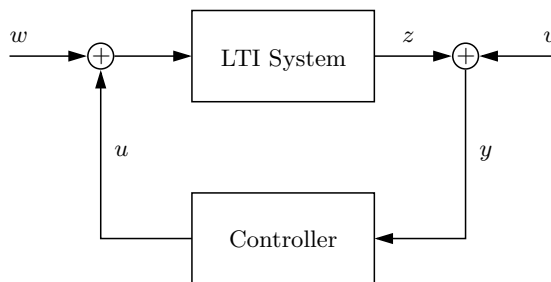 w
LTI System
z
+
+
u
y
Controller